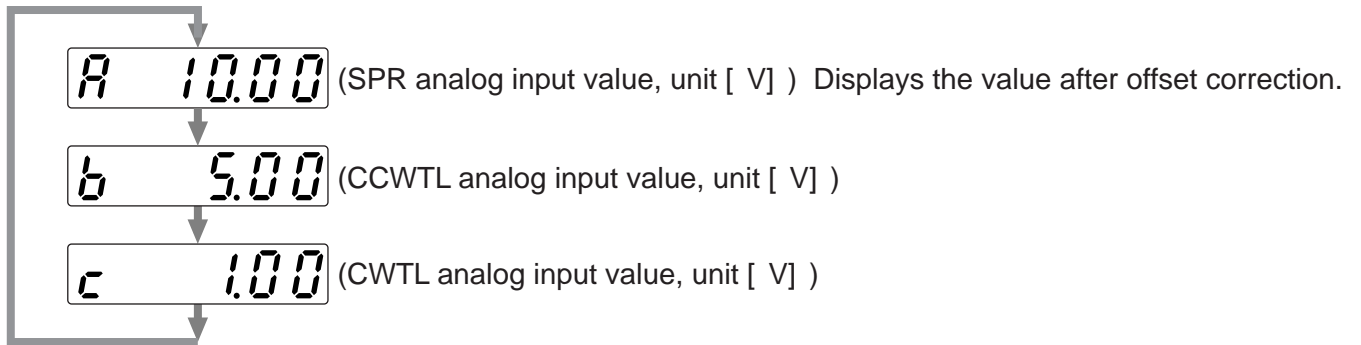 A 10.00 (SPR analog input value, unit [ V] ) Displays the value after offset correction.
b 5.00 (CCWTL analog input value, unit [ V] )
c 1.00 (CWTL analog input value, unit [ V] )